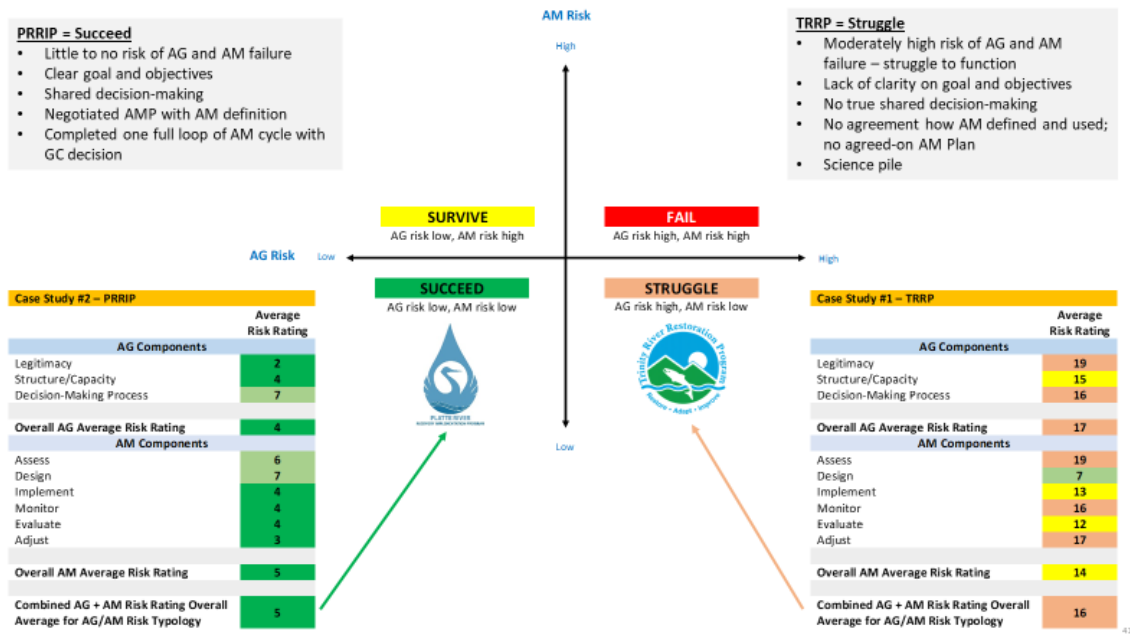 AM Risk
High
PRRIP = Succeed
• Little to no risk of AG and AM failure
• Clear goal and objectives
• Shared decision-making
• Negotiated AMP with AM definition
• Completed one full loop of AM cycle with
GC decision
TRRP = Struggle
• Moderately high risk of AG and AM
failure – struggle to function
• Lack of clarity on goal and objectives
• No true shared decision-making
• No agreement how AM defined and used;
no agreed-on AM Plan
• Science pile
SURVIVE
AG risk low, AM risk high
FAIL
AG risk high, AM risk high
AG Risk
Low
High
SUCCEED
AG risk low, AM risk low
STRUGGLE
AG risk high, AM risk low
PLATTE RIVER
Trinity River Restoration Program
Restore • Adapt • Improve
Low
Case Study #2 – PRRIP
Average
Risk Rating
AG Components
Legitimacy 2
Structure/Capacity 4
Decision-Making Process 7
Overall AG Average Risk Rating 4
AM Components
Assess 6
Design 7
Implement 4
Monitor 4
Evaluate 4
Adjust 3
Overall AM Average Risk Rating 5
Combined AG + AM Risk Rating Overall
Average for AG/AM Risk Typology 5
Case Study #1 – TRRP
Average
Risk Rating
AG Components
Legitimacy 19
Structure/Capacity 15
Decision-Making Process 16
Overall AG Average Risk Rating 17
AM Components
Assess 19
Design 7
Implement 13
Monitor 16
Evaluate 12
Adjust 17
Overall AM Average Risk Rating 14
Combined AG + AM Risk Rating Overall
Average for AG/AM Risk Typology 16